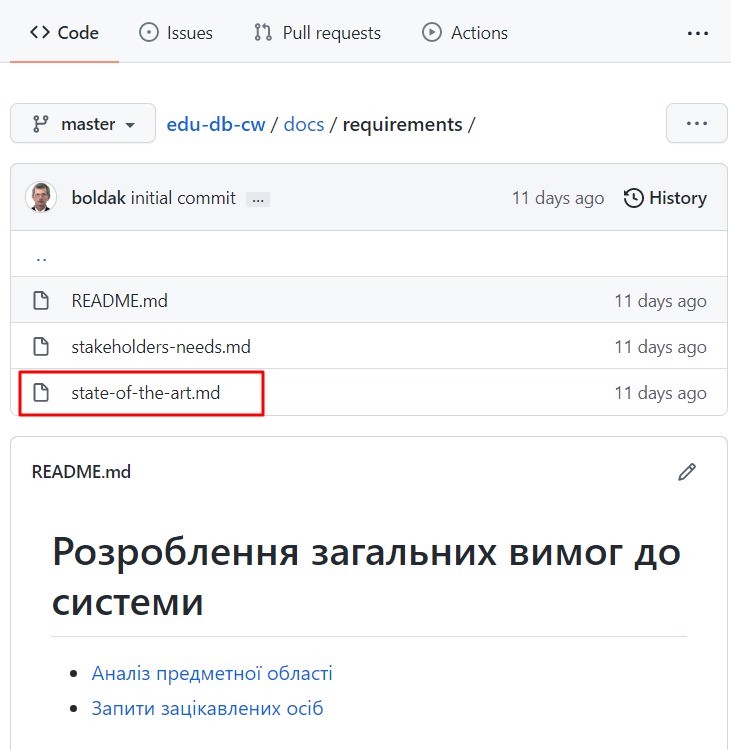 Code Issues Pull requests Actions ...
master edu-db-cw / docs / requirements / ...
boldak initial commit ... 11 days ago History
..
README.md 11 days ago
stakeholders-needs.md 11 days ago
state-of-the-art.md 11 days ago
README.md
Розроблення загальних вимог до
системи
• Аналіз предметної області
• Запити зацікавлених осіб